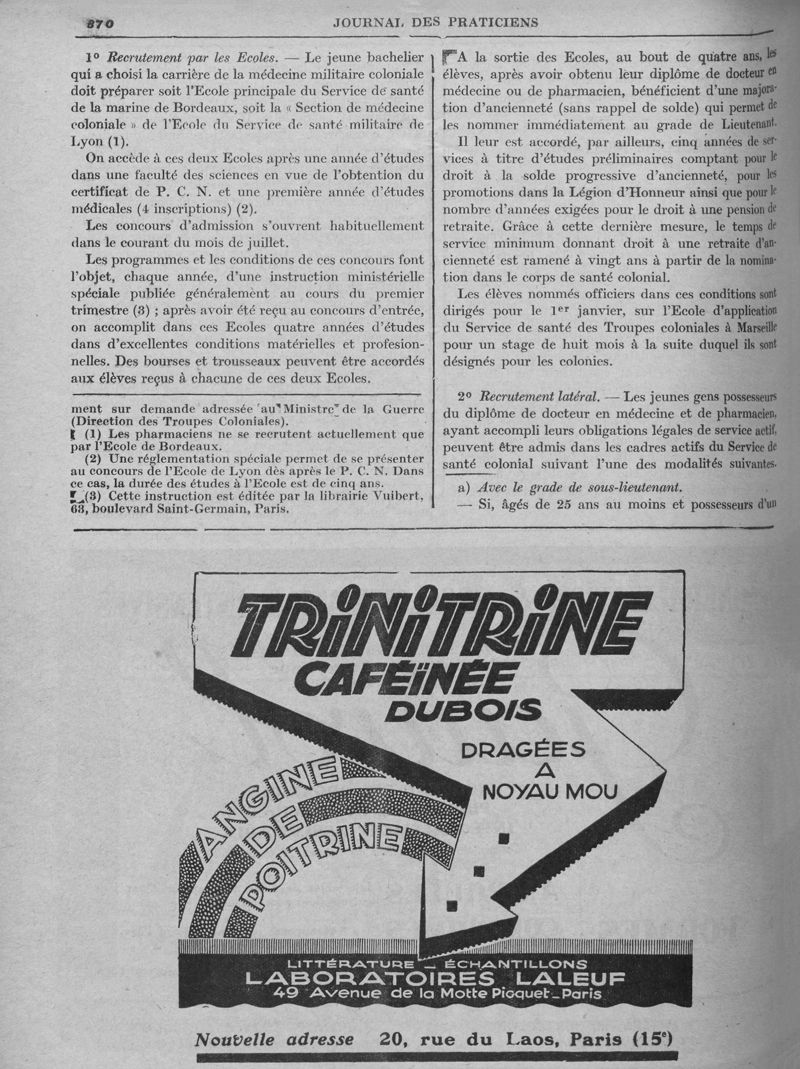 870
JOURNAL DES PRATICIENS
1º Recrutement par les Ecoles. — Le jeune bachelier
qui a choisi la carrière de la médecine militaire coloniale
doit préparer soit l'Ecole principale du Service de santé
de la marine de Bordeaux, soit la « Section de médecine
coloniale » de l'Ecole du Service de santé militaire de
Lyon (1).
On accède à ces deux Ecoles après une année d'études
dans une faculté des sciences en vue de l'obtention du
certificat de P. C. N. et une première année d'études
médicales (4 inscriptions) (2).
Les concours d'admission s'ouvrent habituellement
dans le courant du mois de juillet.
Les programmes et les conditions de ces concours font
l'objet, chaque année, d'une instruction ministérielle
spéciale publiée généralement au cours du premier
trimestre (3) ; après avoir été reçu au concours d'entrée,
on accomplit dans ces Ecoles quatre années d'études
dans d'excellentes conditions matérielles et profesion-
nelles. Des bourses et trousseaux peuvent être accordés
aux élèves reçus à chacune de ces deux Ecoles.
ment sur demande adressée au Ministre de la Guerre
(Direction des Troupes Coloniales).
(1) Les pharmaciens ne se recrutent actuellement que
par l'Ecole de Bordeaux.
(2) Une réglementation spéciale permet de se présenter
au concours de l'Ecole de Lyon dès après le P. C. N. Dans
ce cas, la durée des études à l'Ecole est de cinq ans.
(3) Cette instruction est éditée par la librairie Vuibert,
63, boulevard Saint-Germain, Paris.
A la sortie des Ecoles, au bout de quatre ans, les
élèves, après avoir obtenu leur diplôme de docteur en
médecine ou de pharmacien, bénéficient d'une majora-
tion d'ancienneté (sans rappel de solde) qui permet de
les nommer immédiatement au grade de Lieutenant.
Il leur est accordé, par ailleurs, cinq années de ser-
vices à titre d'études préliminaires comptant pour le
droit à la solde progressive d'ancienneté, pour les
promotions dans la Légion d'Honneur ainsi que pour le
nombre d'années exigées pour le droit à une pension de
retraite. Grâce à cette dernière mesure, le temps de
service minimum donnant droit à une retraite d'an-
cienneté est ramené à vingt ans à partir de la nomina-
tion dans le corps de santé colonial.
Les élèves nommés officiers dans ces conditions sont
dirigés pour le 1er janvier, sur l'Ecole d'application
du Service de santé des Troupes coloniales à Marseille
pour un stage de huit mois à la suite duquel ils sont
désignés pour les colonies.
2º Recrutement latéral. — Les jeunes gens possesseurs
du diplôme de docteur en médecine et de pharmacien,
ayant accompli leurs obligations légales de service actif,
peuvent être admis dans les cadres actifs du Service de
santé colonial suivant l'une des modalités suivantes.
a) Avec le grade de sous-lieutenant.
— Si, âgés de 25 ans au moins et possesseurs d'un
TRINITRINE
CAFÉINÉE
DUBOIS
DRAGÉES
A
NOYAU MOU
ANGINE
DE
POITRINE
LITTÉRATURE _ ÉCHANTILLONS
LABORATOIRES LALEUF
49 Avenue de la Motte Picquet_Paris
Nouvelle adresse 20, rue du Laos, Paris (15e)